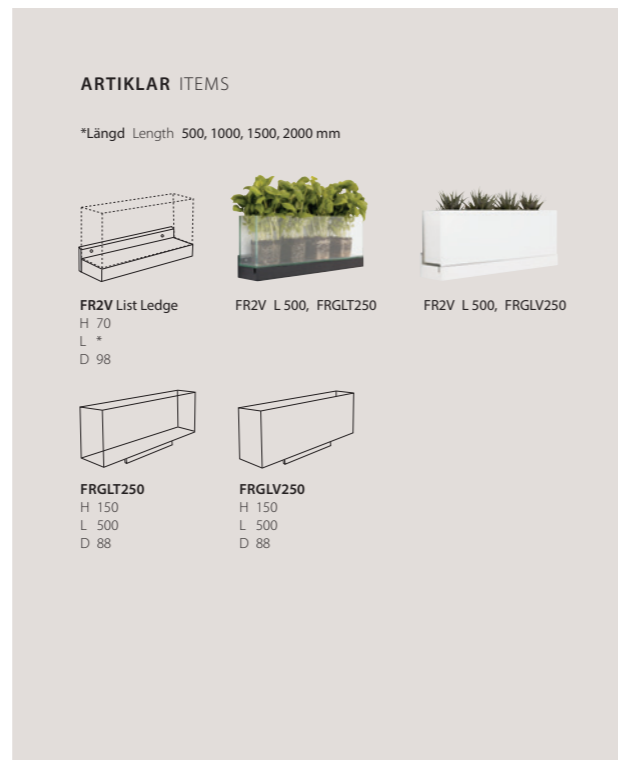 ARTIKLAR ITEMS
*Längd Length 500, 1000, 1500, 2000 mm
FR2V List Ledge
H 70
L *
D 98
FR2V L 500, FRGLT250
FR2V L 500, FRGLV250
FRGLT250
H 150
L 500
D 88
FRGLV250
H 150
L 500
D 88